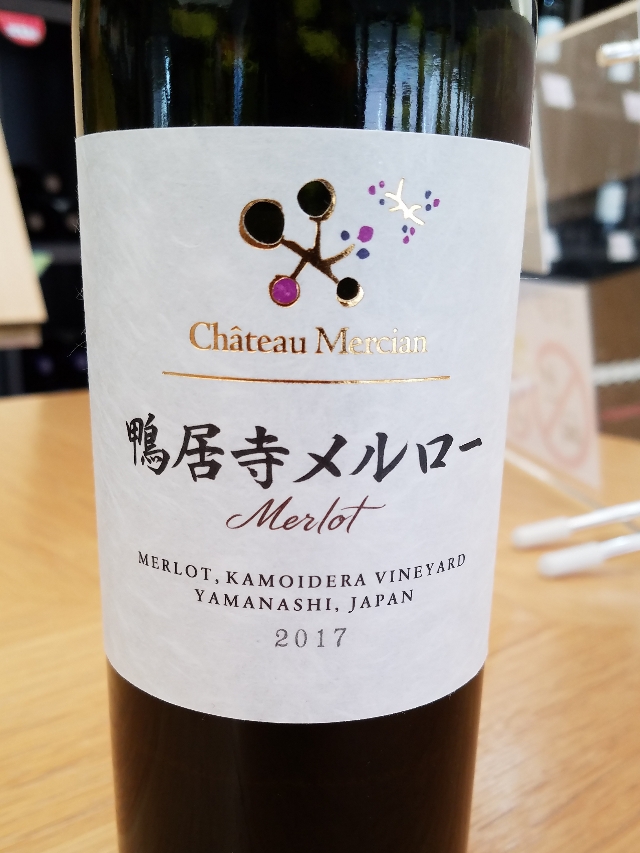 Château Mercian
鴨居寺メルロー
Merlot
MERLOT, KAMOIDERA VINEYARD
YAMANASHI, JAPAN
2017